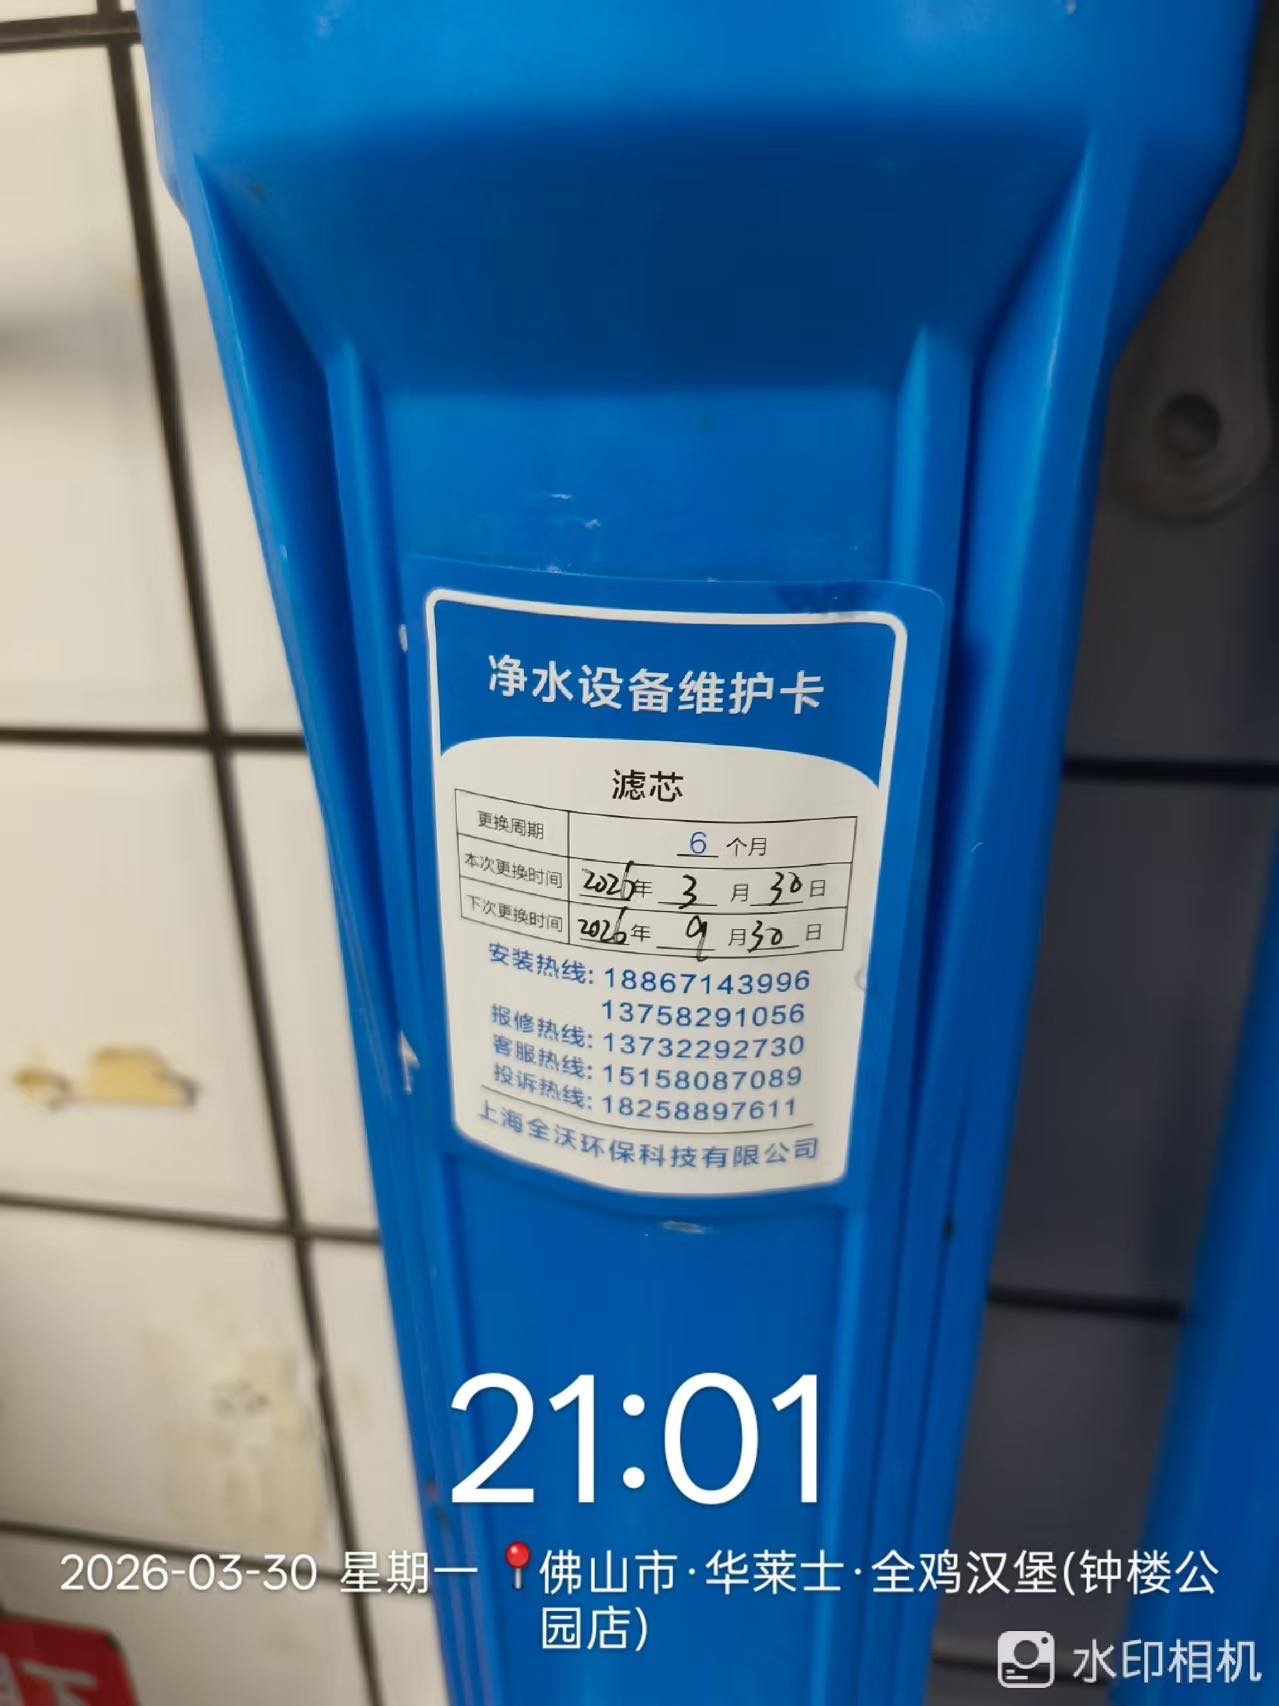 净水设备维护卡
滤芯
更换周期 6 个月
本次更换时间 2026年 3 月 30 日
下次更换时间 2026年 9 月 30 日
安装热线: 18867143996
13758291056
报修热线: 13732292730
客服热线: 15158087089
投诉热线: 18258897611
上海全沃环保科技有限公司
21:01
2026-03-30 星期一 佛山市·华莱士·全鸡汉堡(钟楼公
园店)
水印相机